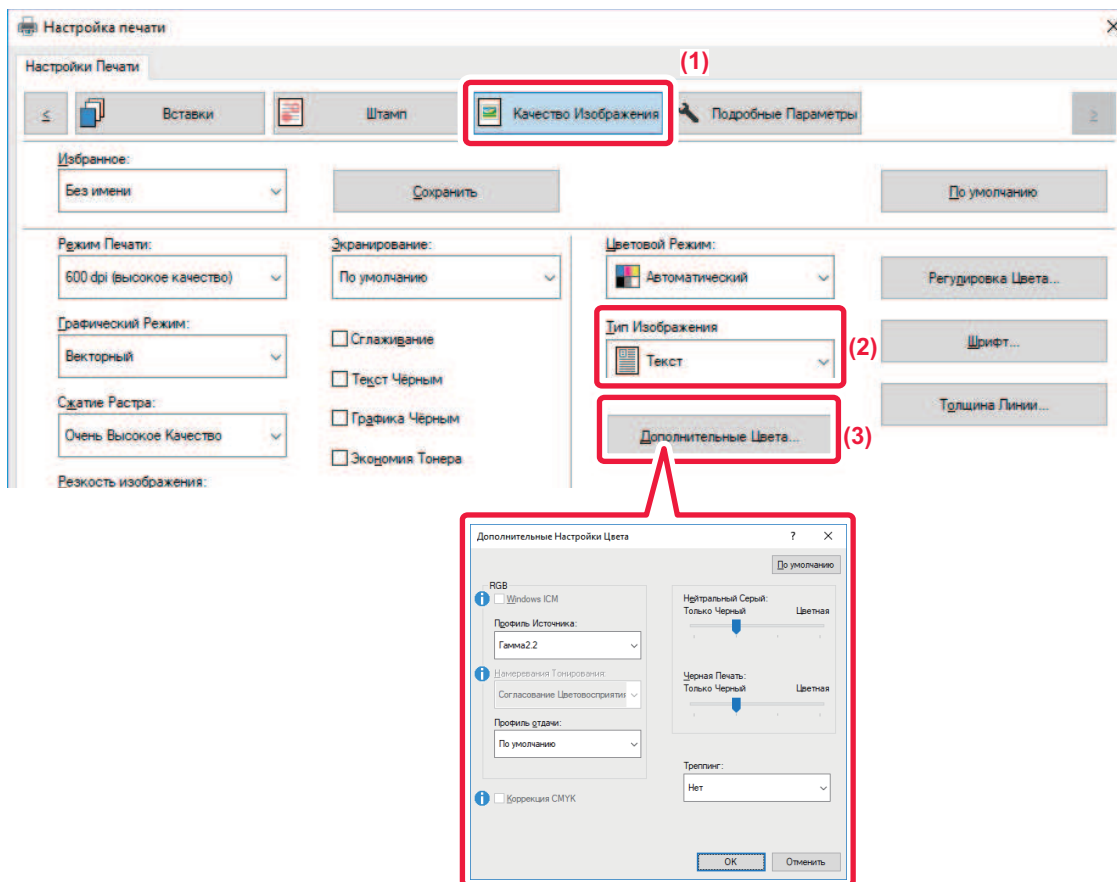 Настройка печати
Настройки Печати
(1)
≤ Вставки Штамп Качество Изображения Подробные Параметры ≥
Избранное:
Без имени Сохранить По умолчанию
Режим Печати: Экранирование: Цветовой Режим:
600 dpi (высокое качество) По умолчанию Автоматический Регулировка Цвета...
Графический Режим: Сглаживание Тип Изображения
Векторный Текст (2) Шрифт...
Текст Чёрным
Сжатие Растра: Толщина Линии...
Очень Высокое Качество Графика Чёрным Дополнительные Цвета... (3)
Экономия Тонера
Резкость изображения:
Дополнительные Настройки Цвета ? ×
По умолчанию
RGB
Windows ICM
Профиль Источника:
Гамма2.2
Намеревания Тонирования:
Согласование Цветовосприятия
Профиль отдачи:
По умолчанию
Коррекция CMYK
Нейтральный Серый:
Только Черный Цветная
Черная Печать:
Только Черный Цветная
Треппинг:
Нет
OK Отменить